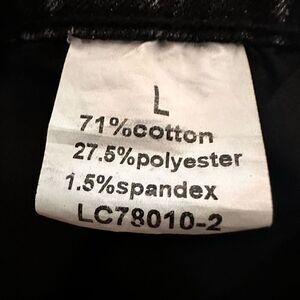 L
71%cotton
27.5%polyester
1.5%spandex
LC78010-2